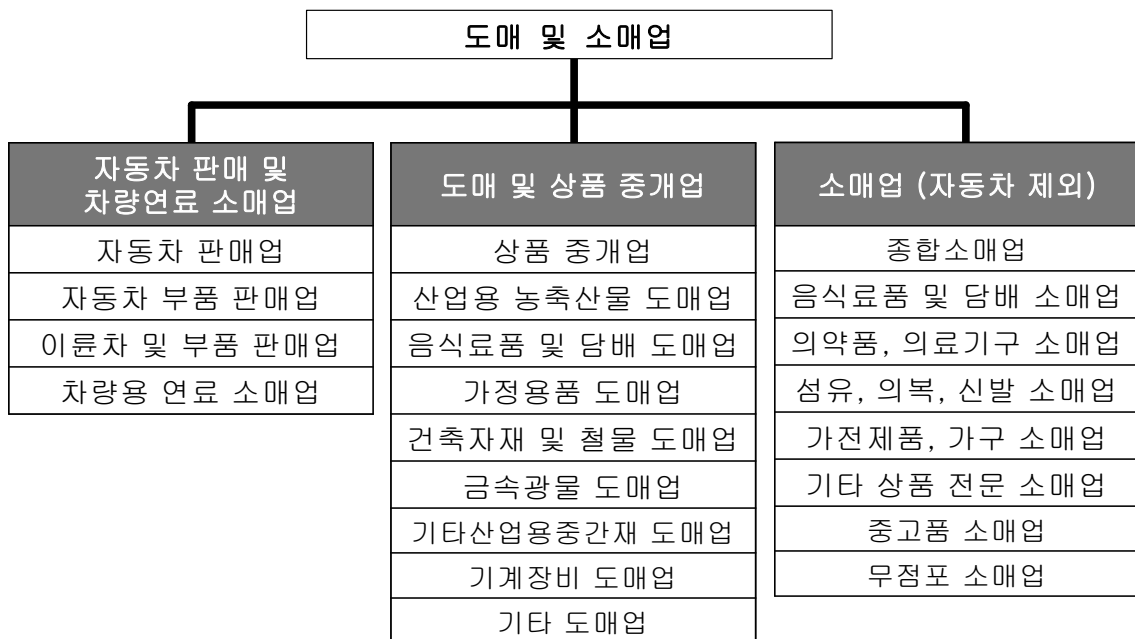 도매 및 소매업
자동차 판매 및
차량연료 소매업
자동차 판매업
자동차 부품 판매업
이륜차 및 부품 판매업
차량용 연료 소매업
도매 및 상품 중개업
상품 중개업
산업용 농축산물 도매업
음식료품 및 담배 도매업
가정용품 도매업
건축자재 및 철물 도매업
금속광물 도매업
기타산업용중간재 도매업
기계장비 도매업
기타 도매업
소매업 (자동차 제외)
종합소매업
음식료품 및 담배 소매업
의약품, 의료기구 소매업
섬유, 의복, 신발 소매업
가전제품, 가구 소매업
기타 상품 전문 소매업
중고품 소매업
무점포 소매업